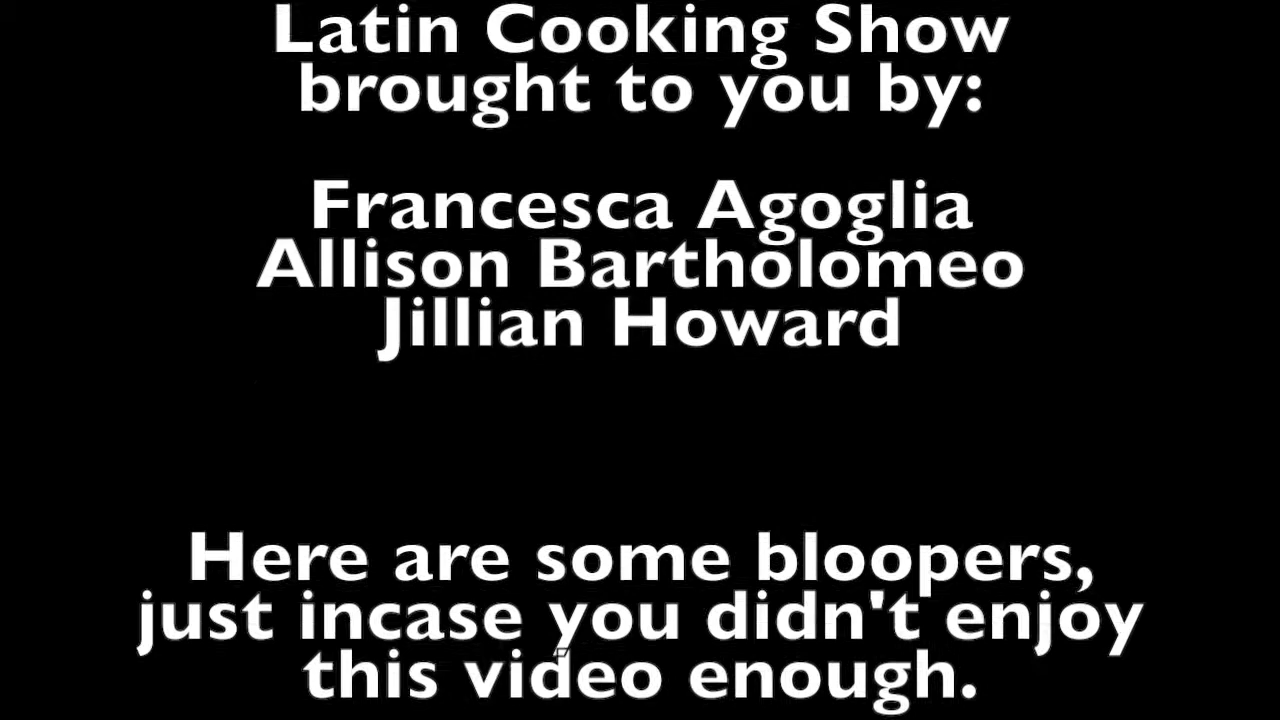 Latin Cooking Show
brought to you by:
Francesca Agoglia
Allison Bartholomeo
Jillian Howard
Here are some bloopers,
just incase you didn't enjoy
this video enough.